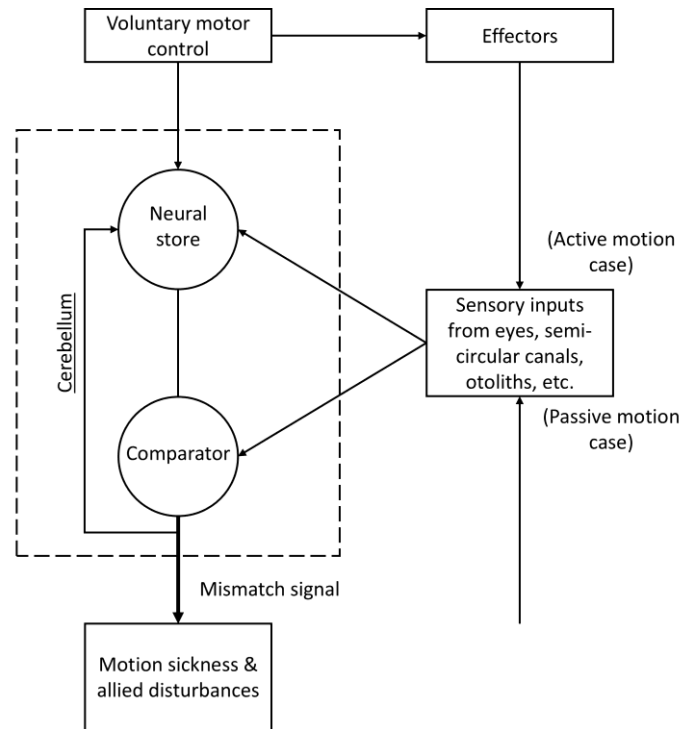 Voluntary motor
control
Effectors
Neural
store
(Active motion
case)
Cerebellum
Sensory inputs
from eyes, semi-
circular canals,
otoliths, etc.
(Passive motion
case)
Comparator
Mismatch signal
Motion sickness &
allied disturbances